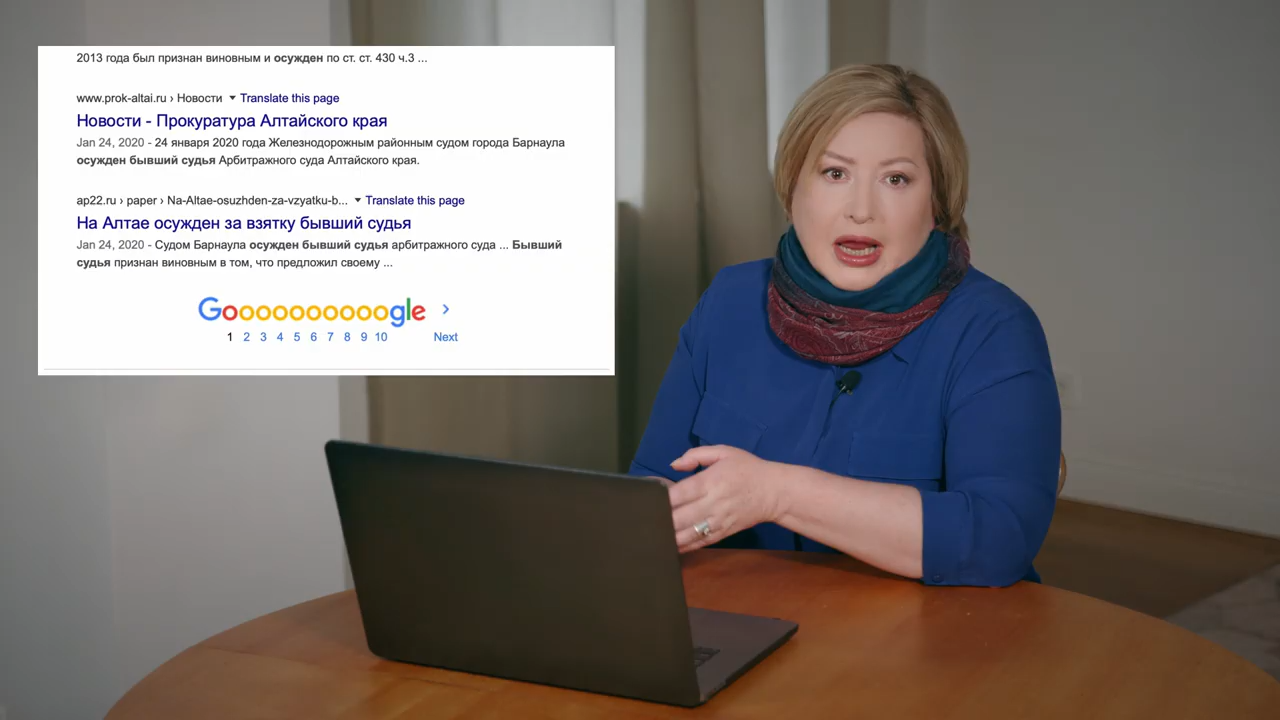 2013 года был признан виновным и осужден по ст. ст. 430 ч.3 ...
www.prok-altai.ru › Новости ▼ Translate this page
Новости - Прокуратура Алтайского края
Jan 24, 2020 - 24 января 2020 года Железнодорожным районным судом города Барнаула
осужден бывший судья Арбитражного суда Алтайского края.
ap22.ru › paper › Na-Altae-osuzhden-za-vzyatku-b... ▼ Translate this page
На Алтае осужден за взятку бывший судья
Jan 24, 2020 - Судом Барнаула осужден бывший судья арбитражного суда ... Бывший
судья признан виновным в том, что предложил своему ...
Goooooooooogle >
1 2 3 4 5 6 7 8 9 10 Next